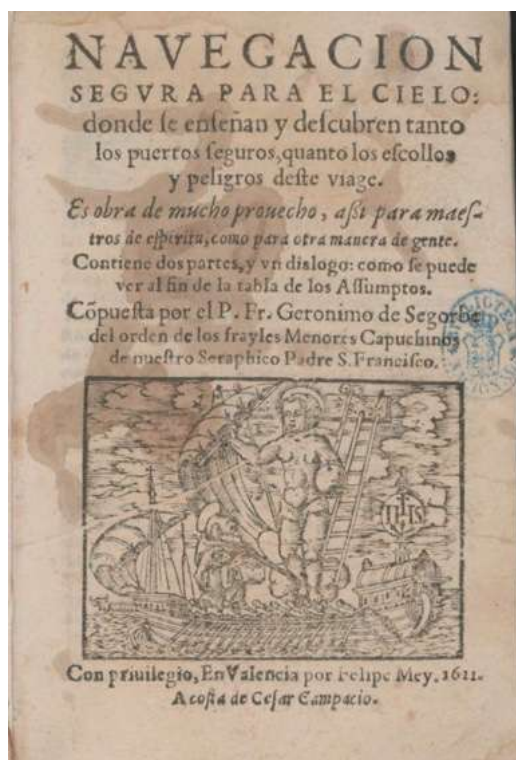 NAVEGACION
SEGVRA PARA EL CIELO:
donde ſe enſeñan y deſcubren tanto
los puertos ſeguros, quanto los eſcollos
y peligros deſte viage.
Es obra de mucho prouecho, aſsi para maeſ-
tros de eſpiritu, como para otra manera de gente.
Contiene dos partes, y vn dialogo: como ſe puede
ver al fin de la tabla de los Aſſumptos.
Cõpueſta por el P. Fr. Geronimo de Segorbe
del orden de los frayles Menores Capuchinos
de nueſtro Seraphico Padre S. Franciſco.
IHS
Con priuilegio, En Valencia por Felipe Mey. 1611.
A coſta de Ceſar Campacio.